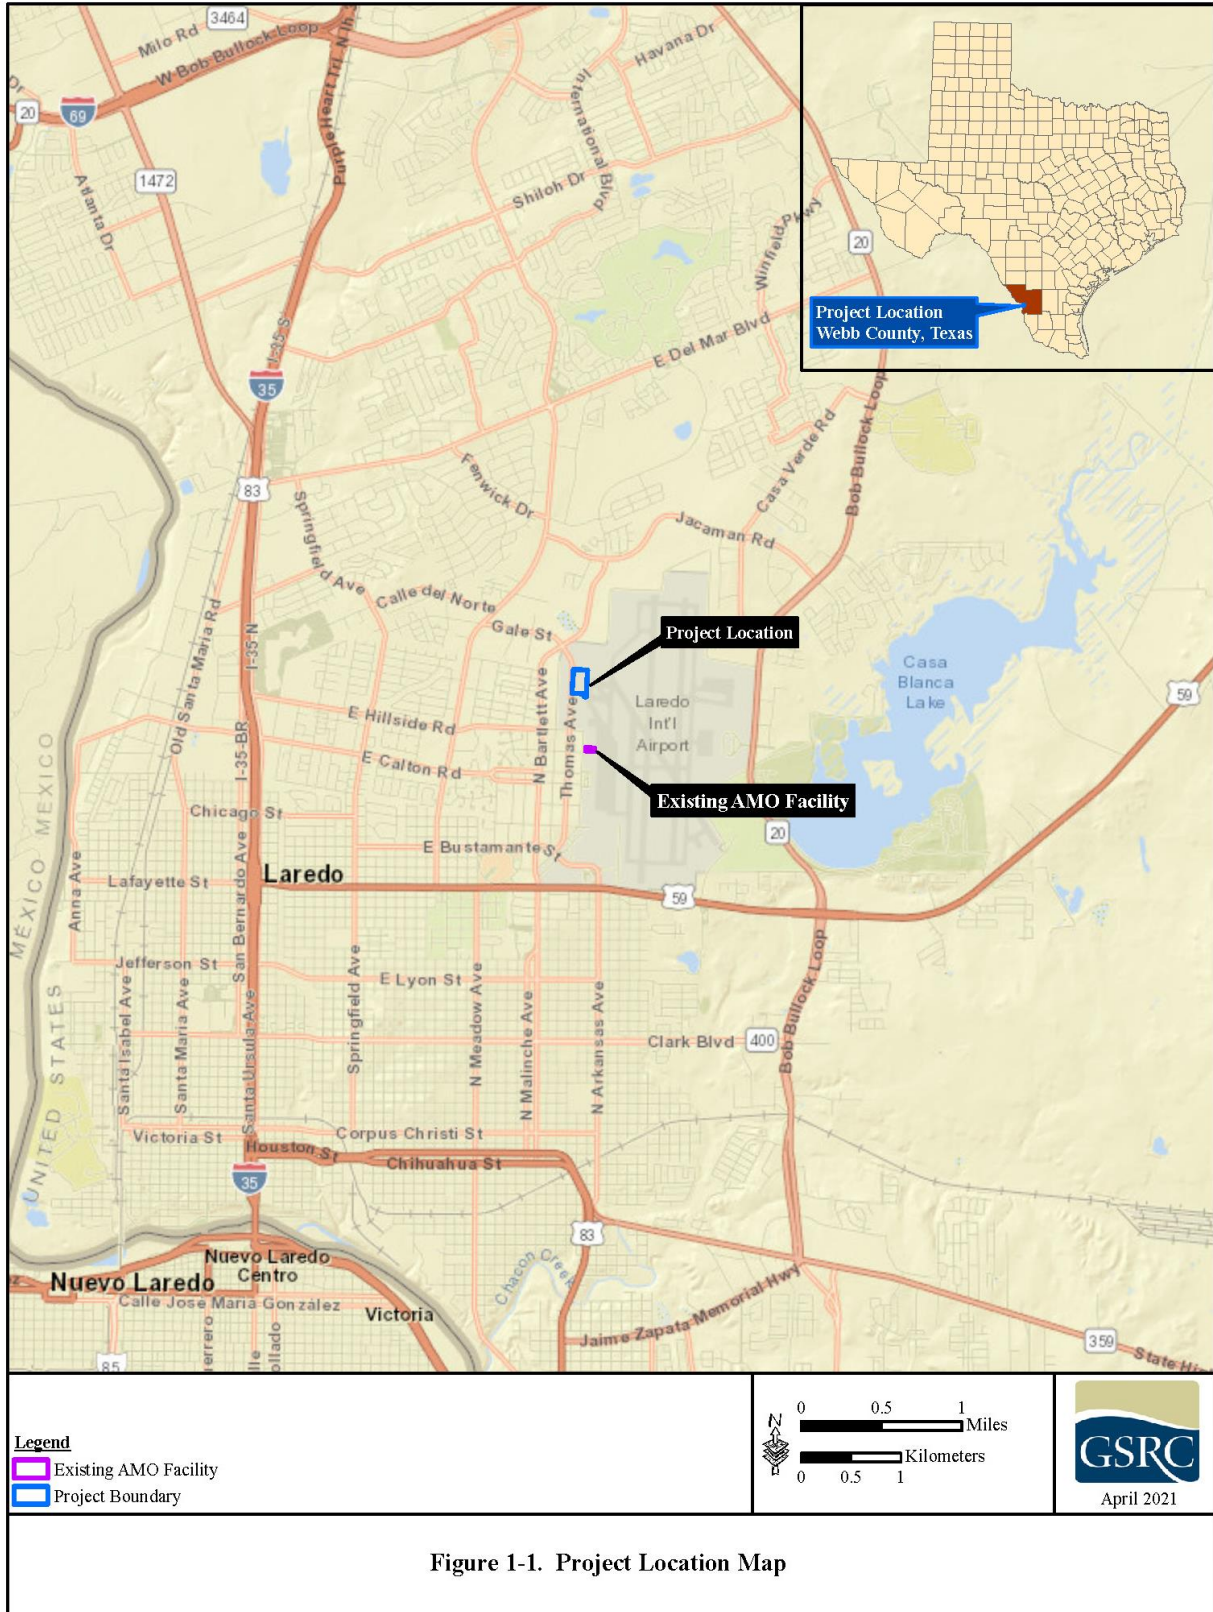 3464
Milo Rd
W Bob Bullock Loop
Havana Dr
20
69
Purple Heart Trl
N Ih
International Blvd
1472
Shiloh Dr
Atlanta Dr
Winfield Pkwy
20
Project Location
Webb County, Texas
I-35-S
E Del Mar Blvd
35
Bob Bullock Loop
Casa Verde Rd
Fenwick Dr
83
Springfield Ave
Jacaman Rd
Calle del Norte
Old Santa Maria Rd
Gale St
I-35-N
Project Location
Casa
Blanca
Lake
59
N Bartlett Ave
Thomas Ave
Laredo
Int'l
Airport
E Hillside Rd
I-35-BR
E Calton Rd
MÉXICO MEXICO
Existing AMO Facility
Chicago St
20
E Bustamante St
Laredo
Lafayette St
Anna Ave
San Bernardo Ave
59
Jefferson St
E Lyon St
UNITED STATES
Santa Isabel Ave
Santa Maria Ave
Santa Ursula Ave
Springfield Ave
N Meadow Ave
N Malinche Ave
N Arkansas Ave
Bob Bullock Loop
Clark Blvd
400
Victoria St
Corpus Christi St
Houston St
Chihuahua St
35
83
Nuevo Laredo
Centro
Chacon
Creek
Nuevo Laredo
Calle Jose Maria González
Victoria
Jaime Zapata Memorial Hwy
359
State
85
Legend
Existing AMO Facility
Project Boundary
N
0 0.5 1
Miles
Kilometers
0 0.5 1
GSRC
April 2021
Figure 1-1. Project Location Map